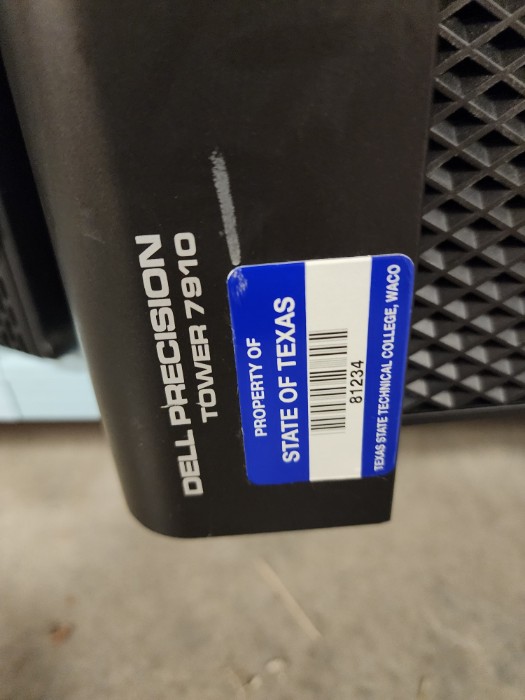 DELL PRECISION
TOWER 7910
PROPERTY OF
STATE OF TEXAS
81234
TEXAS STATE TECHNICAL COLLEGE, WACO